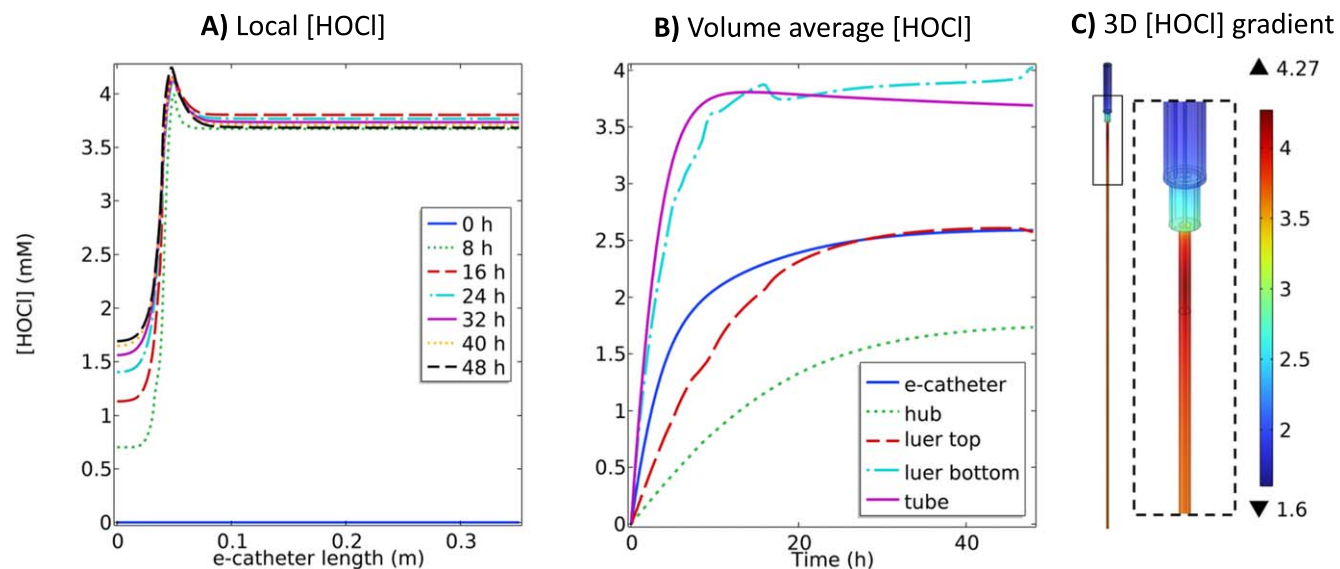 A) Local [HOCl]
[HOCl] (mM)
4
3.5
3
2.5
2
1.5
1
0.5
0
0 h
8 h
16 h
24 h
32 h
40 h
48 h
0
0.1
0.2
0.3
e-catheter length (m)
B) Volume average [HOCl]
4
3.5
3
2.5
2
1.5
1
0.5
0
e-catheter
hub
luer top
luer bottom
tube
0
20
40
Time (h)
C) 3D [HOCl] gradient
▲ 4.27
4
3.5
3
2.5
2
▼ 1.6